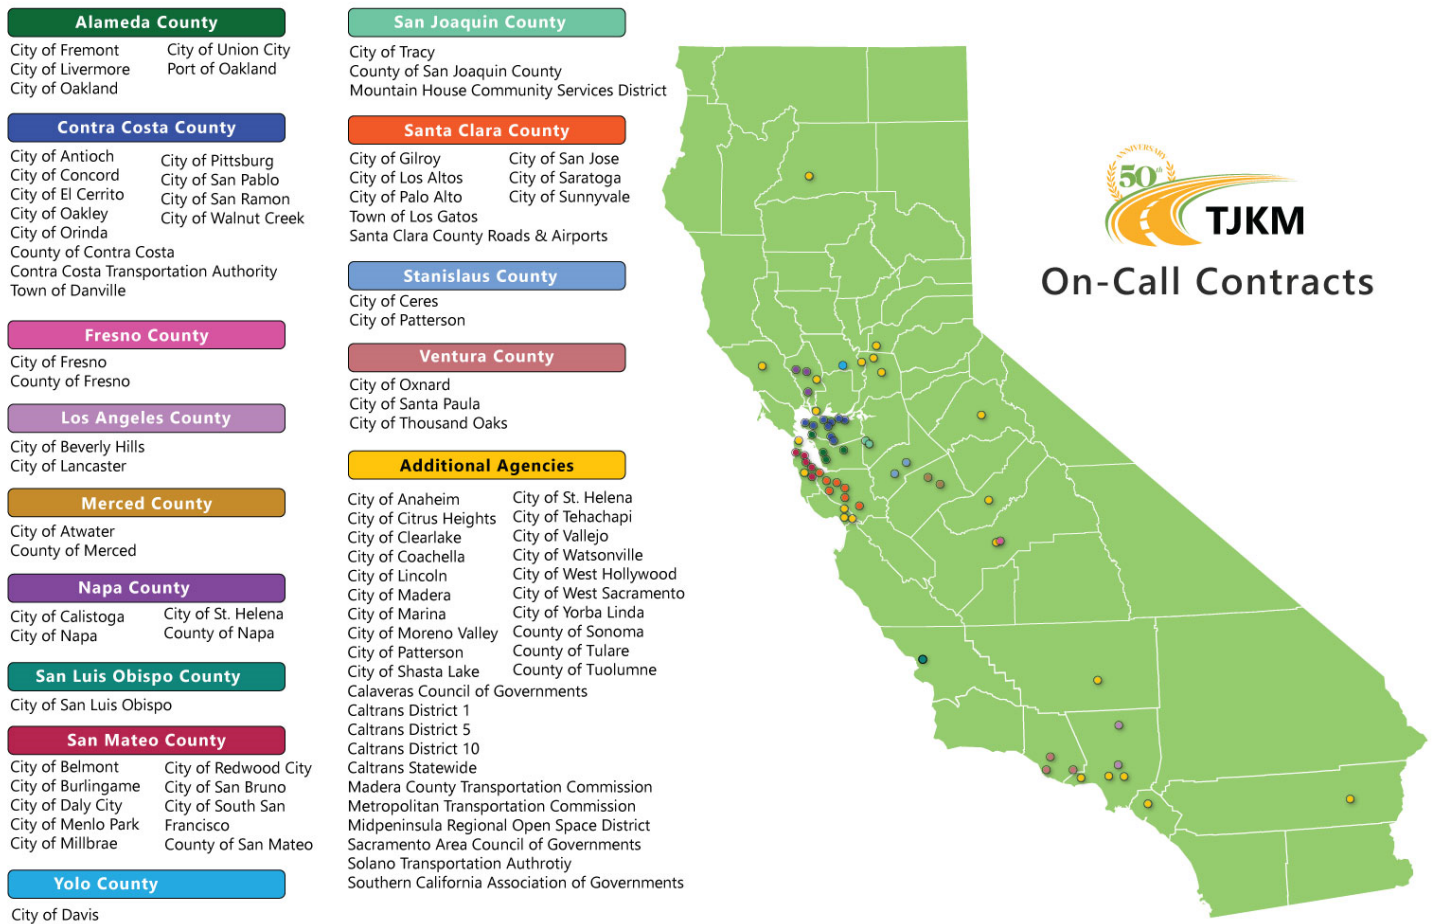 Alameda County
City of Fremont
City of Livermore
City of Oakland
City of Union City
Port of Oakland
Contra Costa County
City of Antioch
City of Concord
City of El Cerrito
City of Oakley
City of Orinda
County of Contra Costa
Contra Costa Transportation Authority
Town of Danville
City of Pittsburg
City of San Pablo
City of San Ramon
City of Walnut Creek
Fresno County
City of Fresno
County of Fresno
Los Angeles County
City of Beverly Hills
City of Lancaster
Merced County
City of Atwater
County of Merced
Napa County
City of Calistoga
City of Napa
City of St. Helena
County of Napa
San Luis Obispo County
City of San Luis Obispo
San Mateo County
City of Belmont
City of Burlingame
City of Daly City
City of Menlo Park
City of Millbrae
City of Redwood City
City of San Bruno
City of South San
Francisco
County of San Mateo
Yolo County
City of Davis
San Joaquin County
City of Tracy
County of San Joaquin County
Mountain House Community Services District
Santa Clara County
City of Gilroy
City of Los Altos
City of Palo Alto
Town of Los Gatos
Santa Clara County Roads & Airports
City of San Jose
City of Saratoga
City of Sunnyvale
Stanislaus County
City of Ceres
City of Patterson
Ventura County
City of Oxnard
City of Santa Paula
City of Thousand Oaks
Additional Agencies
City of Anaheim
City of Citrus Heights
City of Clearlake
City of Coachella
City of Lincoln
City of Madera
City of Marina
City of Moreno Valley
City of Patterson
City of Shasta Lake
Calaveras Council of Governments
Caltrans District 1
Caltrans District 5
Caltrans District 10
Caltrans Statewide
Madera County Transportation Commission
Metropolitan Transportation Commission
Midpeninsula Regional Open Space District
Sacramento Area Council of Governments
Solano Transportation Authrotiy
Southern California Association of Governments
City of St. Helena
City of Tehachapi
City of Vallejo
City of Watsonville
City of West Hollywood
City of West Sacramento
City of Yorba Linda
County of Sonoma
County of Tulare
County of Tuolumne
ANNIVERSARY
50th
TJKM
On-Call Contracts